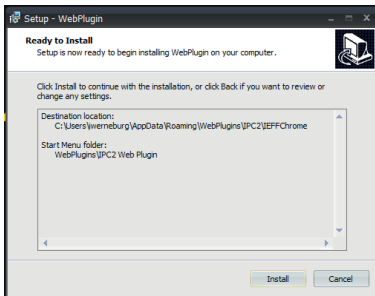 Setup - WebPlugin
Ready to Install
Setup is now ready to begin installing WebPlugin on your computer.
Click Install to continue with the installation, or click Back if you want to review or
change any settings.
Destination location:
C:\Users\jwerneburg\AppData\Roaming\WebPlugins\IPC2\IEFFChrome
Start Menu folder:
WebPlugins\IPC2 Web Plugin
Install
Cancel